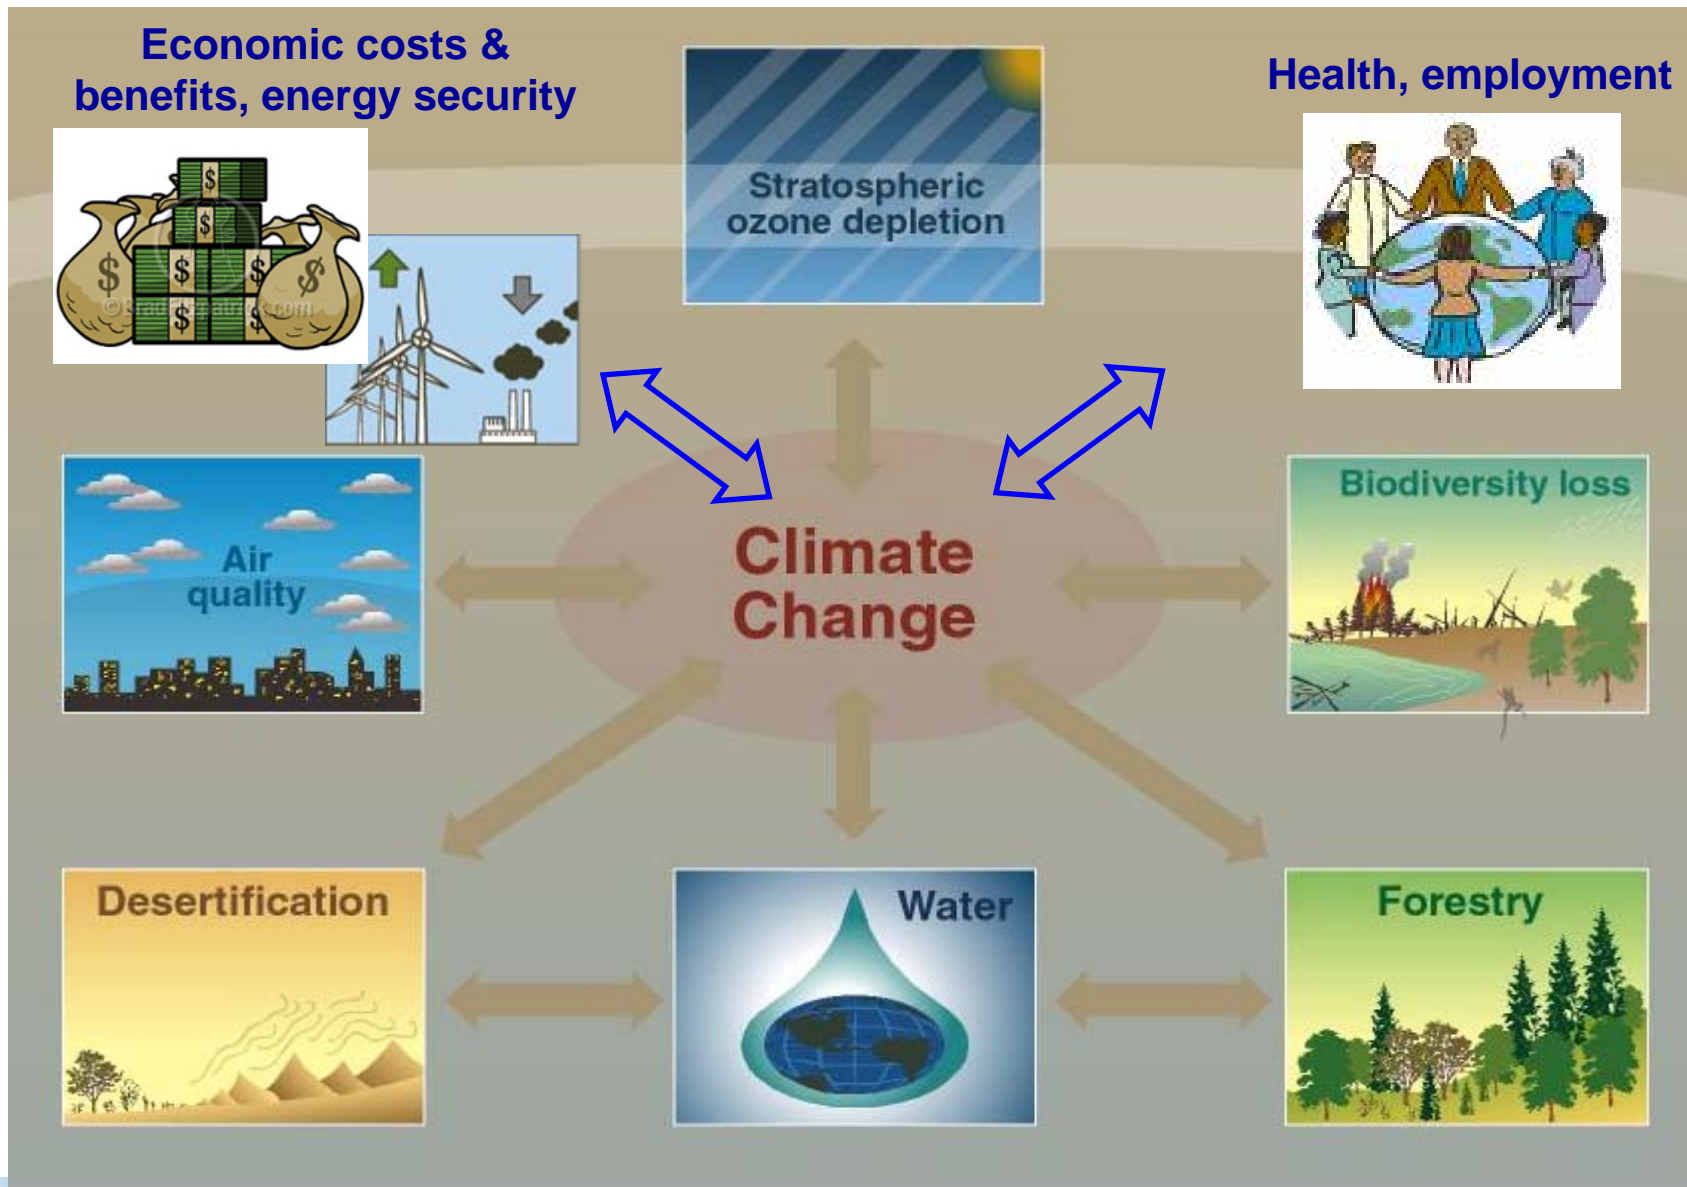 Economic costs &
benefits, energy security
Health, employment
Stratospheric
ozone depletion
$
$
$
$
$
$
$
$
Air
quality
Climate
Change
Biodiversity loss
Desertification
Water
Forestry